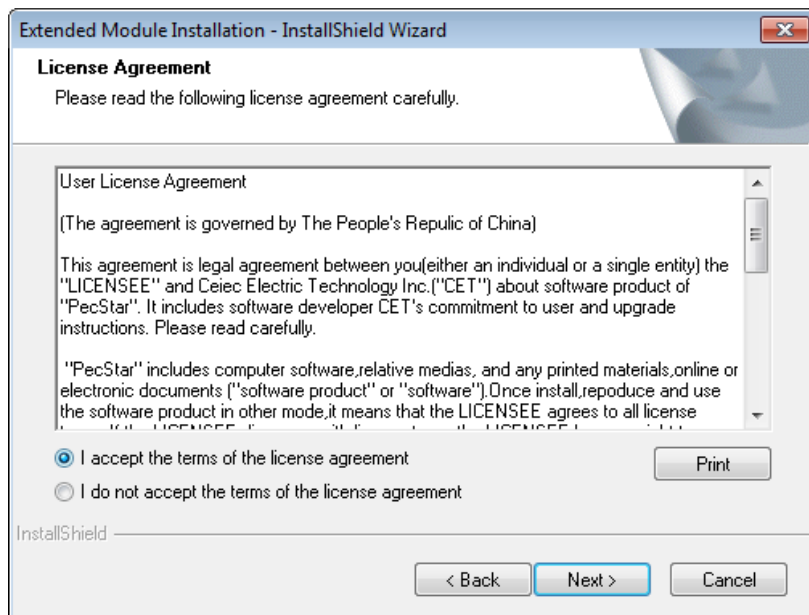 Extended Module Installation - InstallShield Wizard
License Agreement
Please read the following license agreement carefully.
User License Agreement
(The agreement is governed by The People's Repulic of China)
This agreement is legal agreement between you(either an individual or a single entity) the
"LICENSEE" and Ceiec Electric Technology Inc.("CET") about software product of
"PecStar". It includes software developer CET's commitment to user and upgrade
instructions. Please read carefully.
"PecStar" includes computer software,relative medias, and any printed materials,online or
electronic documents ("software product" or "software").Once install,repoduce and use
the software product in other mode,it means that the LICENSEE agrees to all license
I accept the terms of the license agreement
Print
I do not accept the terms of the license agreement
InstallShield
< Back
Next >
Cancel